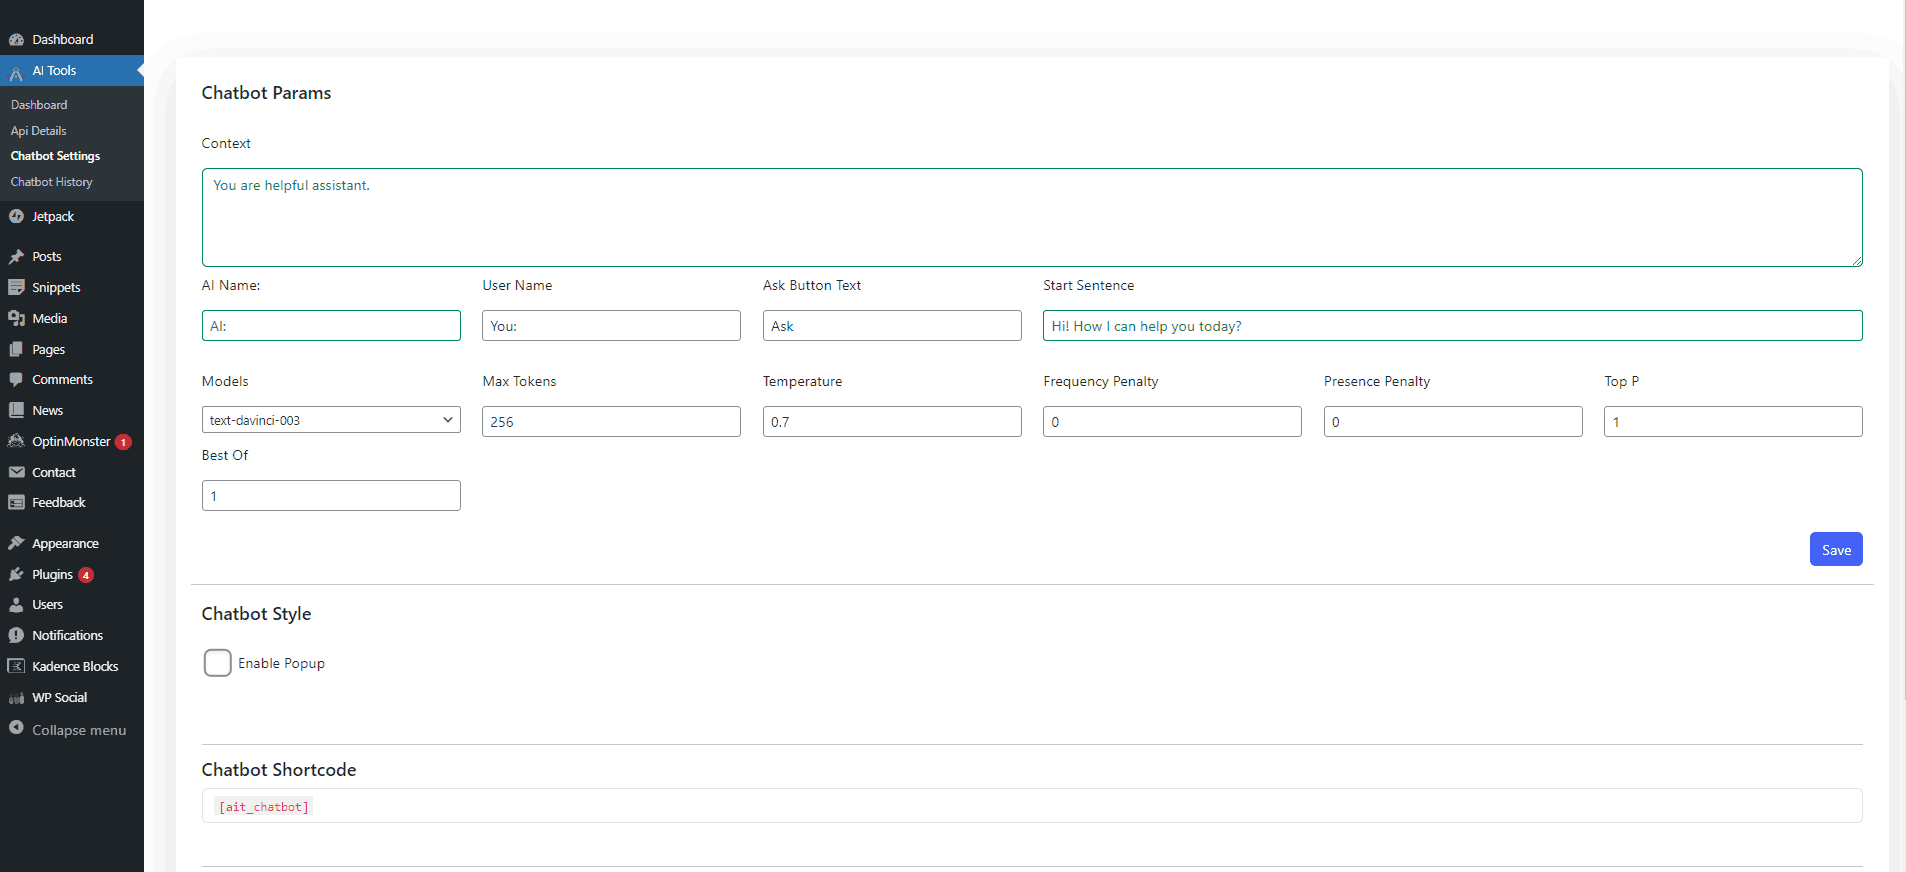 Dashboard
AI Tools
Dashboard
Api Details
Chatbot Settings
Chatbot History
Jetpack
Posts
Snippets
Media
Pages
Comments
News
OptinMonster 1
Contact
Feedback
Appearance
Plugins 4
Users
Notifications
Kadence Blocks
WP Social
Collapse menu
Chatbot Params
Context
You are helpful assistant.
AI Name: User Name Ask Button Text Start Sentence
AI: You: Ask Hi! How I can help you today?
Models Max Tokens Temperature Frequency Penalty Presence Penalty Top P
text-davinci-003 256 0.7 0 0 1
Best Of
1
Save
Chatbot Style
Enable Popup
Chatbot Shortcode
[ait_chatbot]